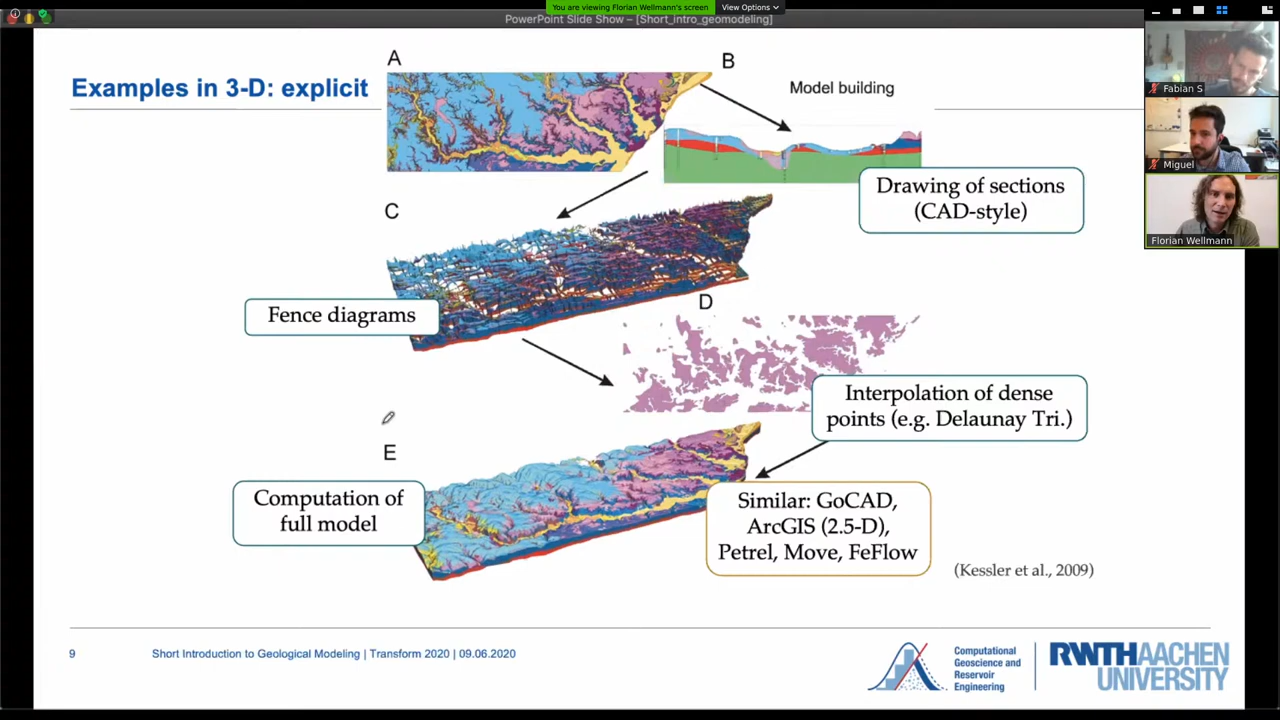 You are viewing Florian Wellmann's screen
View Options
PowerPoint Slide Show – [Short_intro_geomodeling]
Examples in 3-D: explicit
A
B
Model building
Drawing of sections
(CAD-style)
C
Fence diagrams
D
Interpolation of dense
points (e.g. Delaunay Tri.)
E
Computation of
full model
Similar: GoCAD,
ArcGIS (2.5-D),
Petrel, Move, FeFlow
(Kessler et al., 2009)
9
Short Introduction to Geological Modeling | Transform 2020 | 09.06.2020
Computational
Geoscience and
Reservoir
Engineering
RWTHAACHEN
UNIVERSITY
Fabian S
Miguel
Florian Wellmann